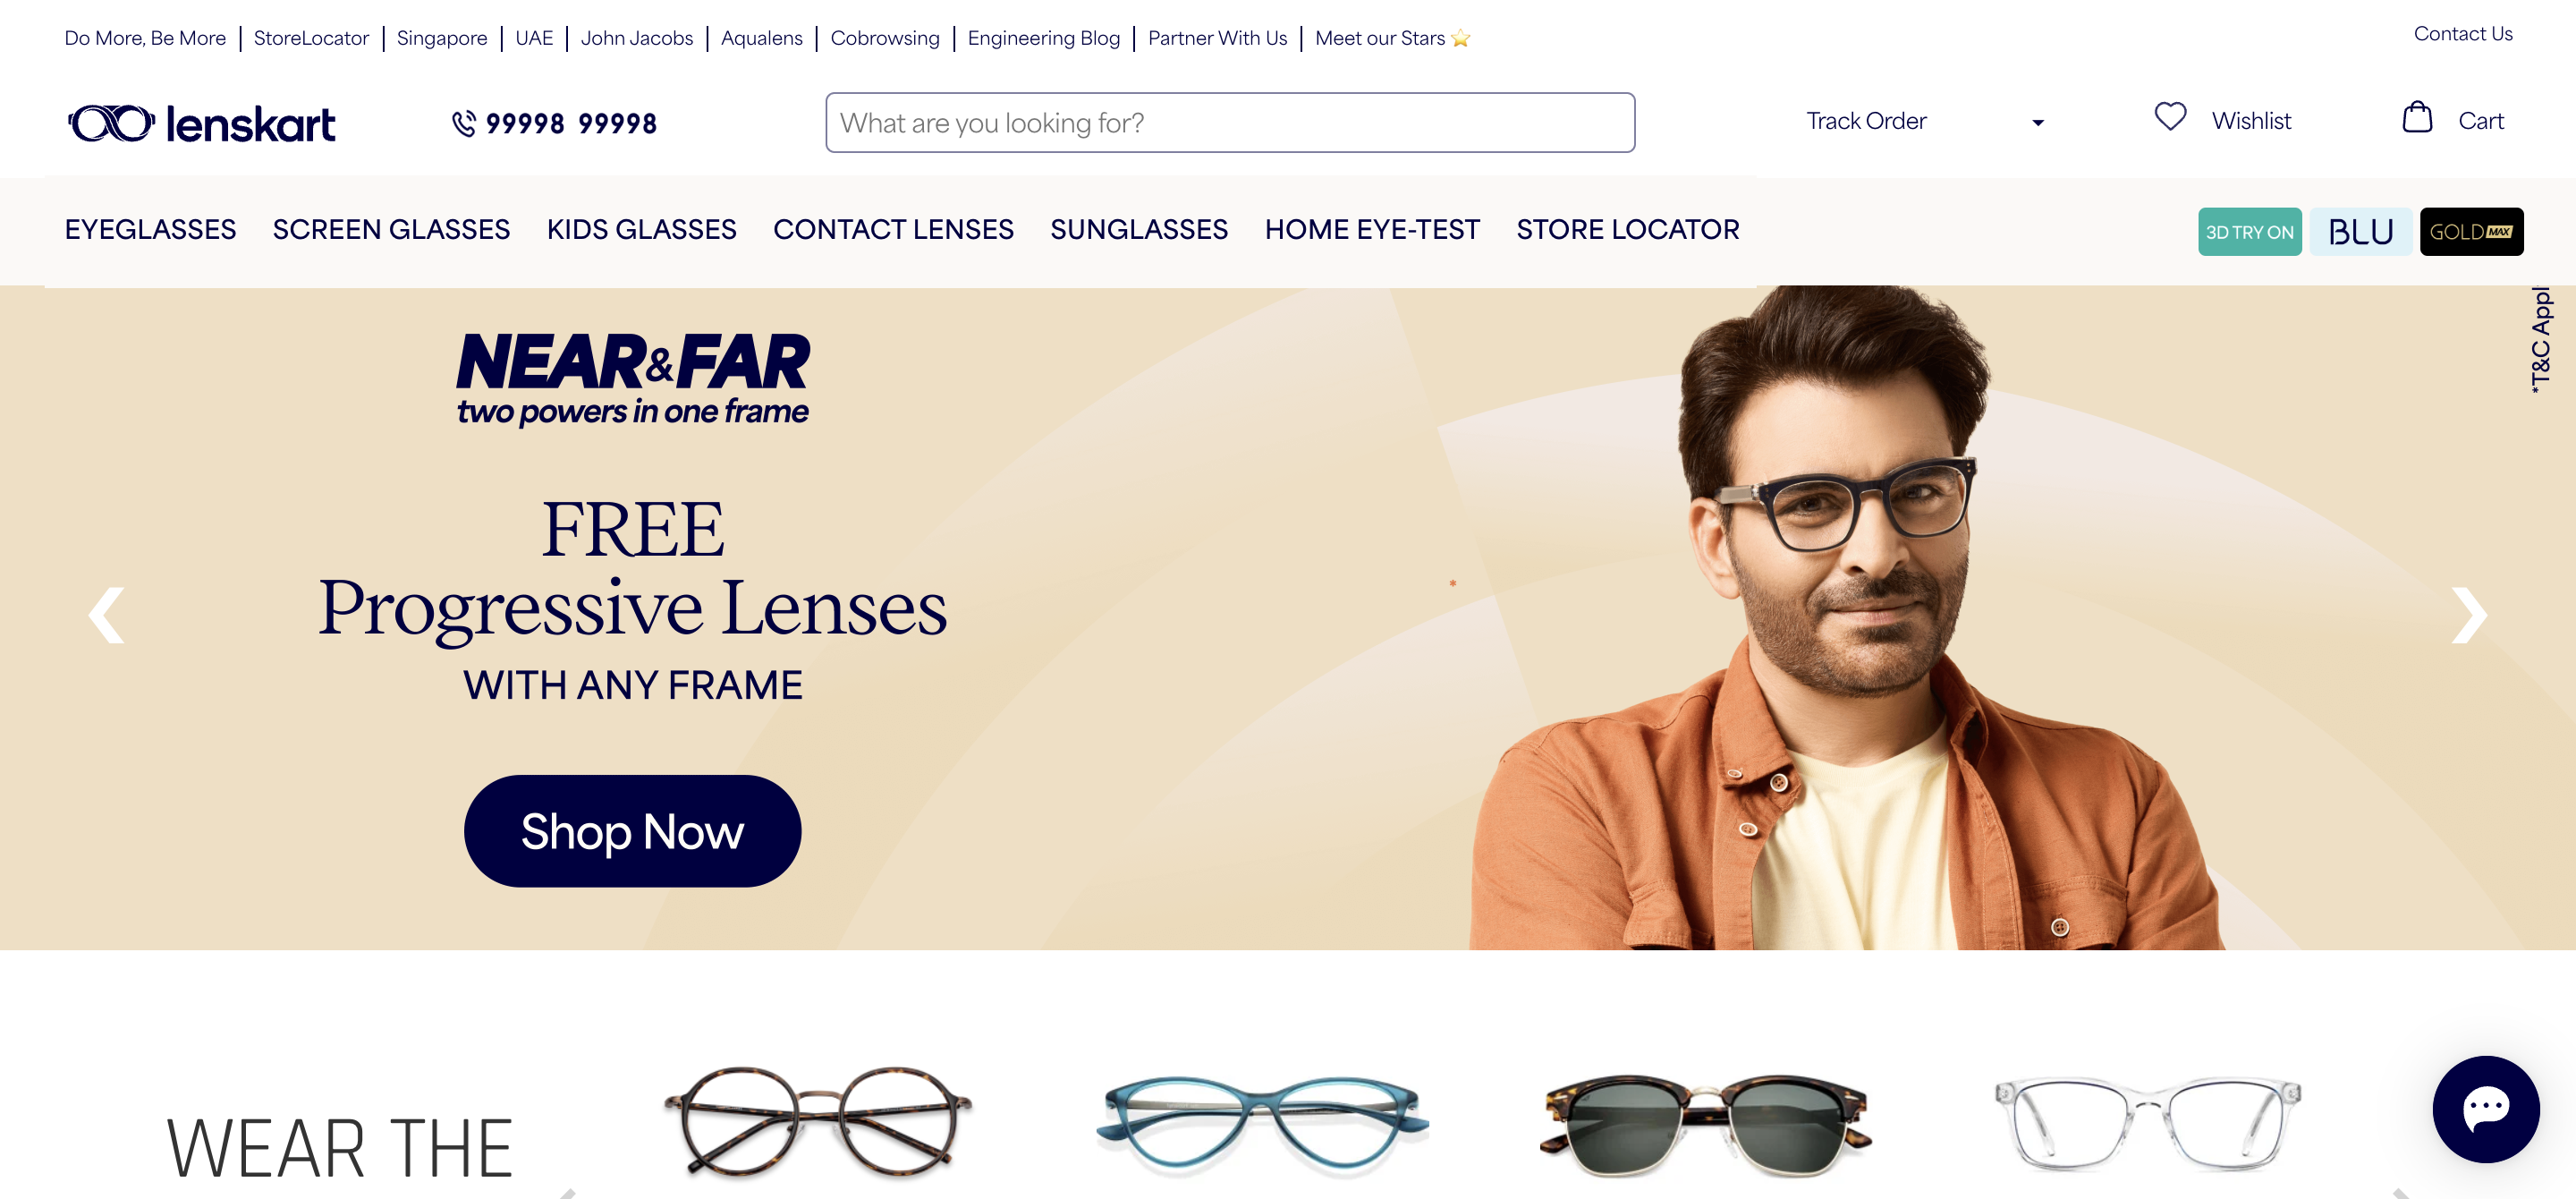 Do More, Be More | StoreLocator | Singapore | UAE | John Jacobs | Aqualens | Cobrowsing | Engineering Blog | Partner With Us | Meet our Stars ⭐
Contact Us
lenskart
99998 99998
What are you looking for?
Track Order
Wishlist
Cart
EYEGLASSES SCREEN GLASSES KIDS GLASSES CONTACT LENSES SUNGLASSES HOME EYE-TEST STORE LOCATOR
3D TRY ON
BLU
GOLD MAX
*T&C Appl
NEAR&FAR
two powers in one frame
FREE
Progressive Lenses
*
WITH ANY FRAME
Shop Now
WEAR THE